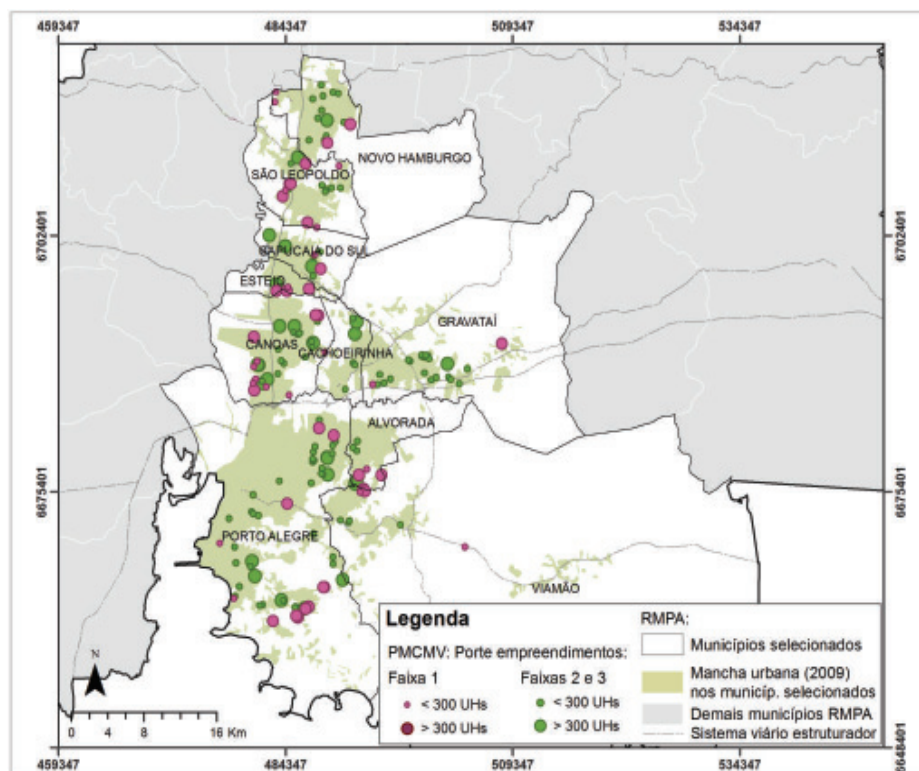 459347 484347 509347 534347
NOVO HAMBURGO
SÃO LEOPOLDO
6702401 6702401
SAPUCAIA DO SUL
ESTEIO
GRAVATAÍ
CANOAS
CACHOEIRINHA
ALVORADA
6675401 6675401
PORTO ALEGRE
VIAMÃO
N
0 4 8 16 Km
Legenda
PMCMV: Porte empreendimentos:
Faixa 1 Faixas 2 e 3
< 300 UHs < 300 UHs
> 300 UHs > 300 UHs
RMPA:
Municípios selecionados
Mancha urbana (2009)
nos municíp. selecionados
Demais municípios RMPA
Sistema viário estruturador
6648401 6648401
459347 484347 509347 534347